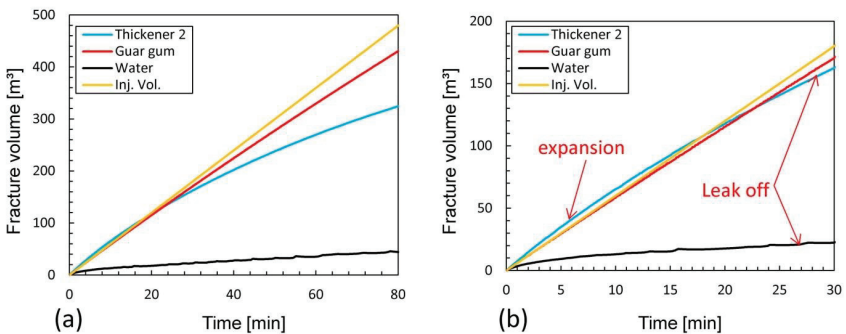 500
400
300
200
100
0
Fracture volume [m³]
Thickener 2
Guar gum
Water
Inj. Vol.
0 20 40 60 80
Time [min]
(a)
200
150
100
50
0
Fracture volume [m³]
Thickener 2
Guar gum
Water
Inj. Vol.
expansion
Leak off
0 5 10 15 20 25 30
Time [min]
(b)